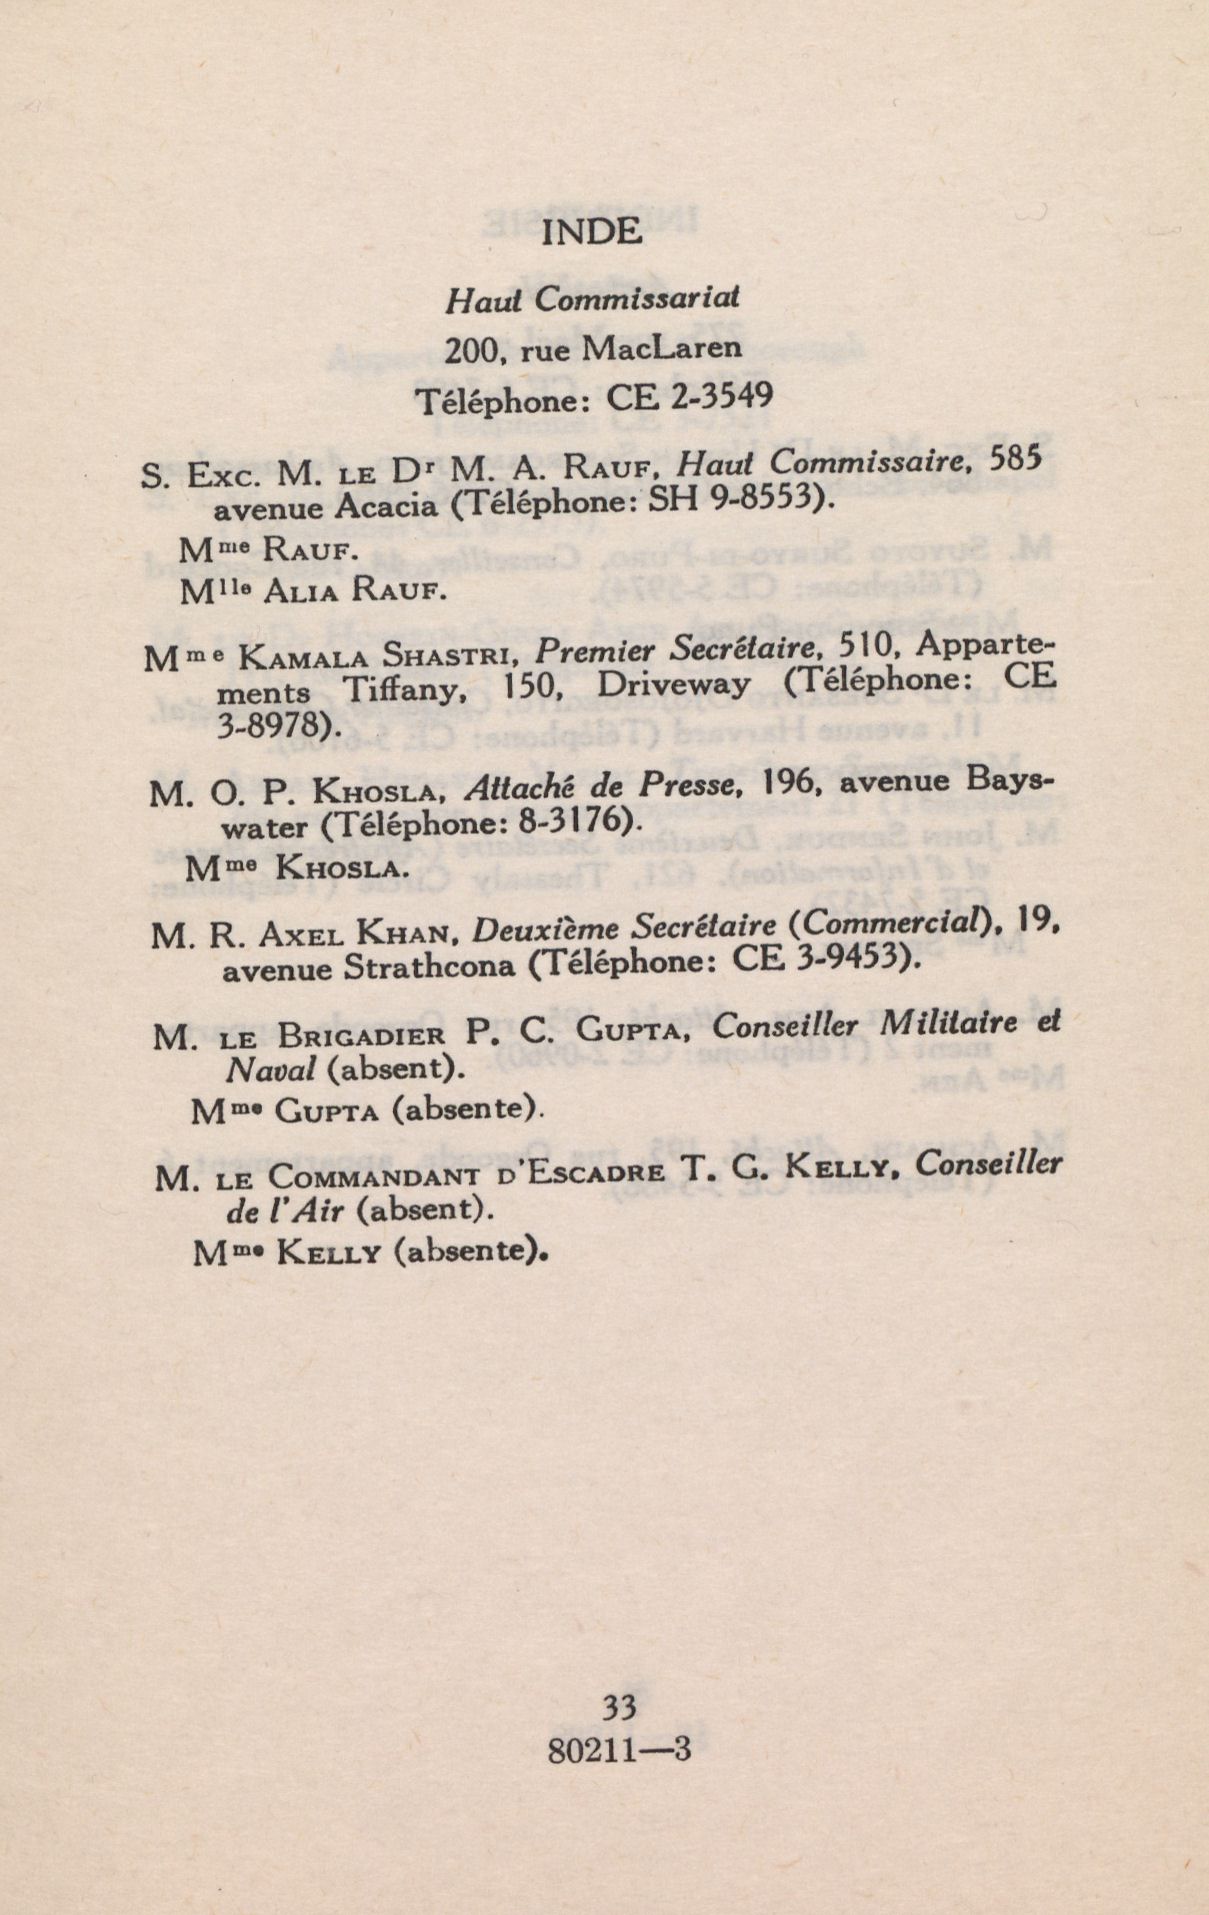 INDE
Haut Commissariat
200, rue MacLaren
Téléphone: CE 2-3549
S. Exc. M. le Dr M. A. Rauf, Haut Commissaire, 585
avenue Acacia (Téléphone: SH 9-8553).
Mme Rauf.
Mlle Alia Rauf.
Mme Kamala Shastri, Premier Secrétaire, 510, Apparte-
ments Tiffany, 150, Driveway (Téléphone: CE
3-8978).
M. O. P. Khosla, Attaché de Presse, 196, avenue Bays-
water (Téléphone: 8-3176).
Mme Khosla.
M. R. Axel Khan, Deuxième Secrétaire (Commercial), 19,
avenue Strathcona (Téléphone: CE 3-9453).
M. le Brigadier P. C. Gupta, Conseiller Militaire et
Naval (absent).
Mme Gupta (absente).
M. le Commandant d'Escadre T. G. Kelly, Conseiller
de l'Air (absent).
Mme Kelly (absente).
33
80211—3